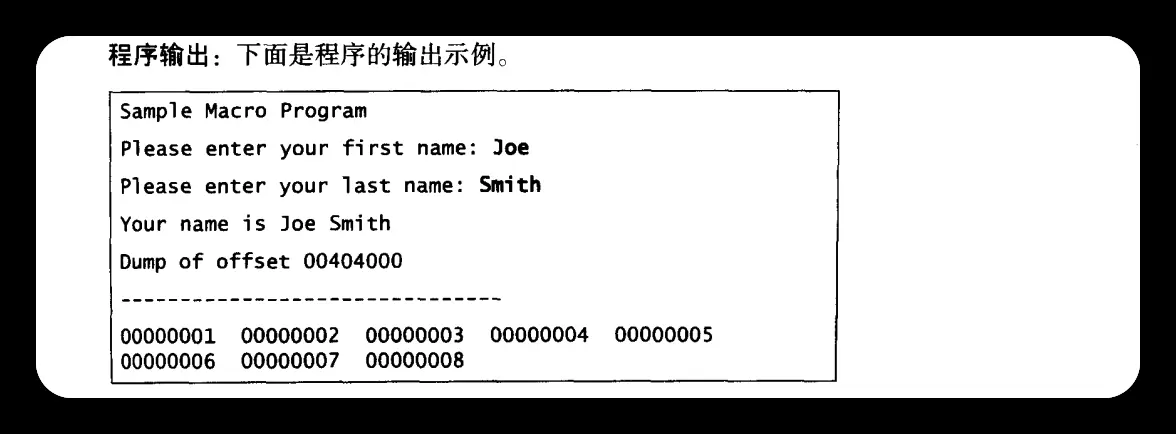 程序输出：下面是程序的输出示例。
Sample Macro Program
Please enter your first name: Joe
Please enter your last name: Smith
Your name is Joe Smith
Dump of offset 00404000
--------------------------------
00000001 00000002 00000003 00000004 00000005
00000006 00000007 00000008